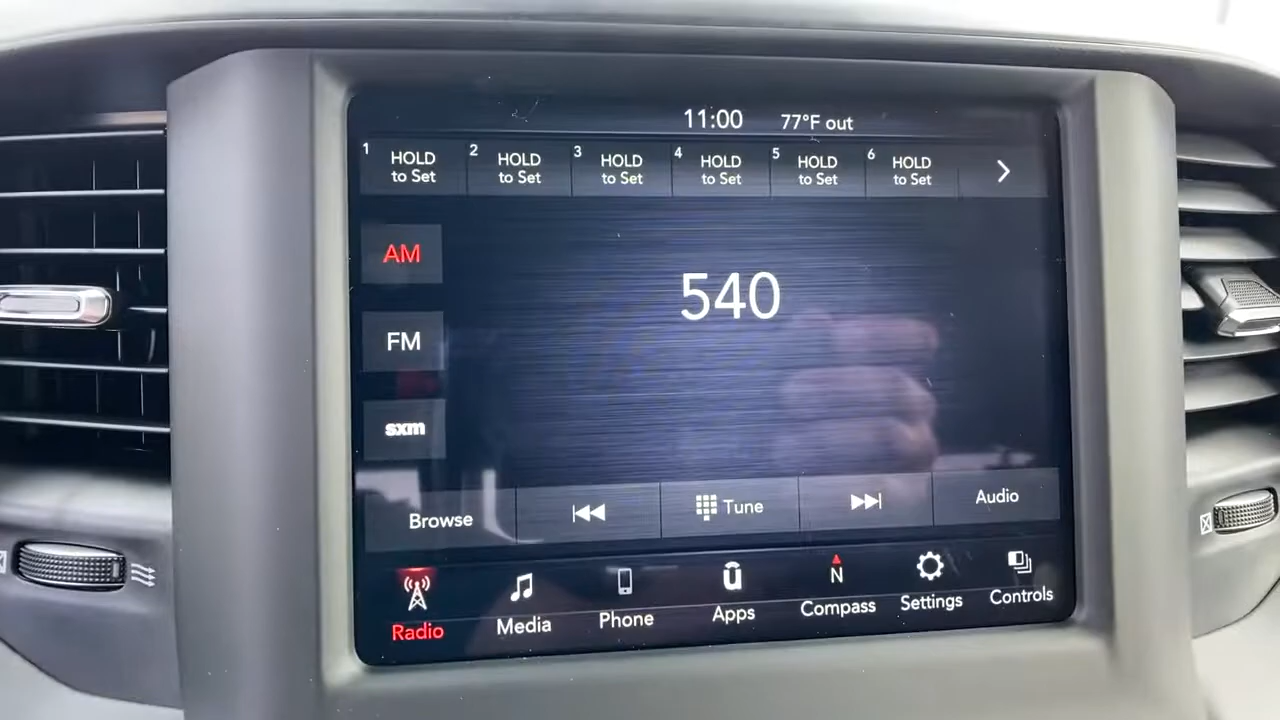 11:00 77°F out
1 HOLD to Set
2 HOLD to Set
3 HOLD to Set
4 HOLD to Set
5 HOLD to Set
6 HOLD to Set
AM
540
FM
sxm
Browse
Tune
Audio
Radio
Media
Phone
Apps
N
Compass
Settings
Controls